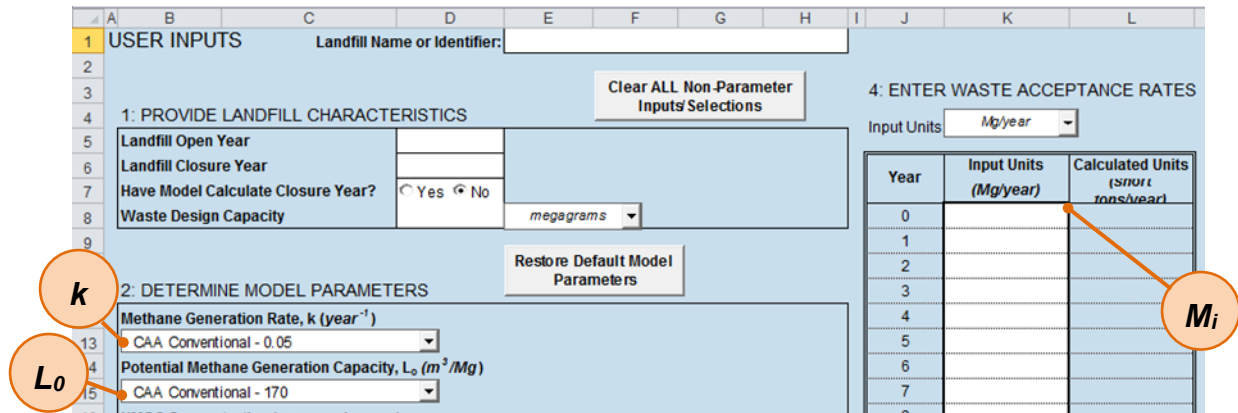 A B C D E F G H I J K L
1 USER INPUTS Landfill Name or Identifier:
2
3 Clear ALL Non-Parameter 4: ENTER WASTE ACCEPTANCE RATES
4 1: PROVIDE LANDFILL CHARACTERISTICS Inputs/Selections
Input Units Mg/year
5 Landfill Open Year
6 Landfill Closure Year Input Units Calculated Units
7 Have Model Calculate Closure Year? Yes No Year (Mg/year) (short
tons/year)
8 Waste Design Capacity megagrams 0
9 1
Restore Default Model
Parameters 2
k 2: DETERMINE MODEL PARAMETERS 3
Methane Generation Rate, k (year⁻¹) 4 Mi
13 CAA Conventional - 0.05 5
4 Potential Methane Generation Capacity, L₀ (m³/Mg) 6
L0
15 CAA Conventional - 170 7